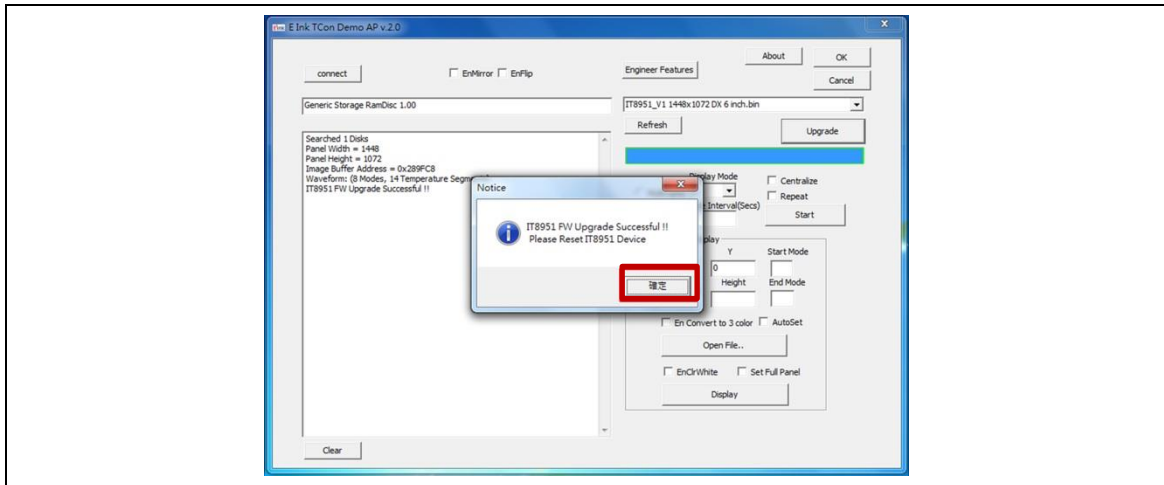 E Ink TCon Demo AP v.2.0
x
About
OK
connect
EnMirror
EnFlip
Engineer Features
Cancel
Generic Storage RamDisc 1.00
IT8951_V1 1448x1072 DX 6 inch.bin
Refresh
Upgrade
Searched 1 Disks
Panel Width = 1448
Panel Height = 1072
Image Buffer Address = 0x289FC8
Waveform: (8 Modes, 14 Temperature
IT8951 FW Upgrade Successful !!
Notice
x
IT8951 FW Upgrade Successful !!
Please Reset IT8951 Device
確定
Mode
Centralize
Repeat
Interval(Secs)
Start
Y
Start Mode
0
Height
End Mode
En Convert to 3 color
AutoSet
Open File..
EnClrWhite
Set Full Panel
Display
Clear